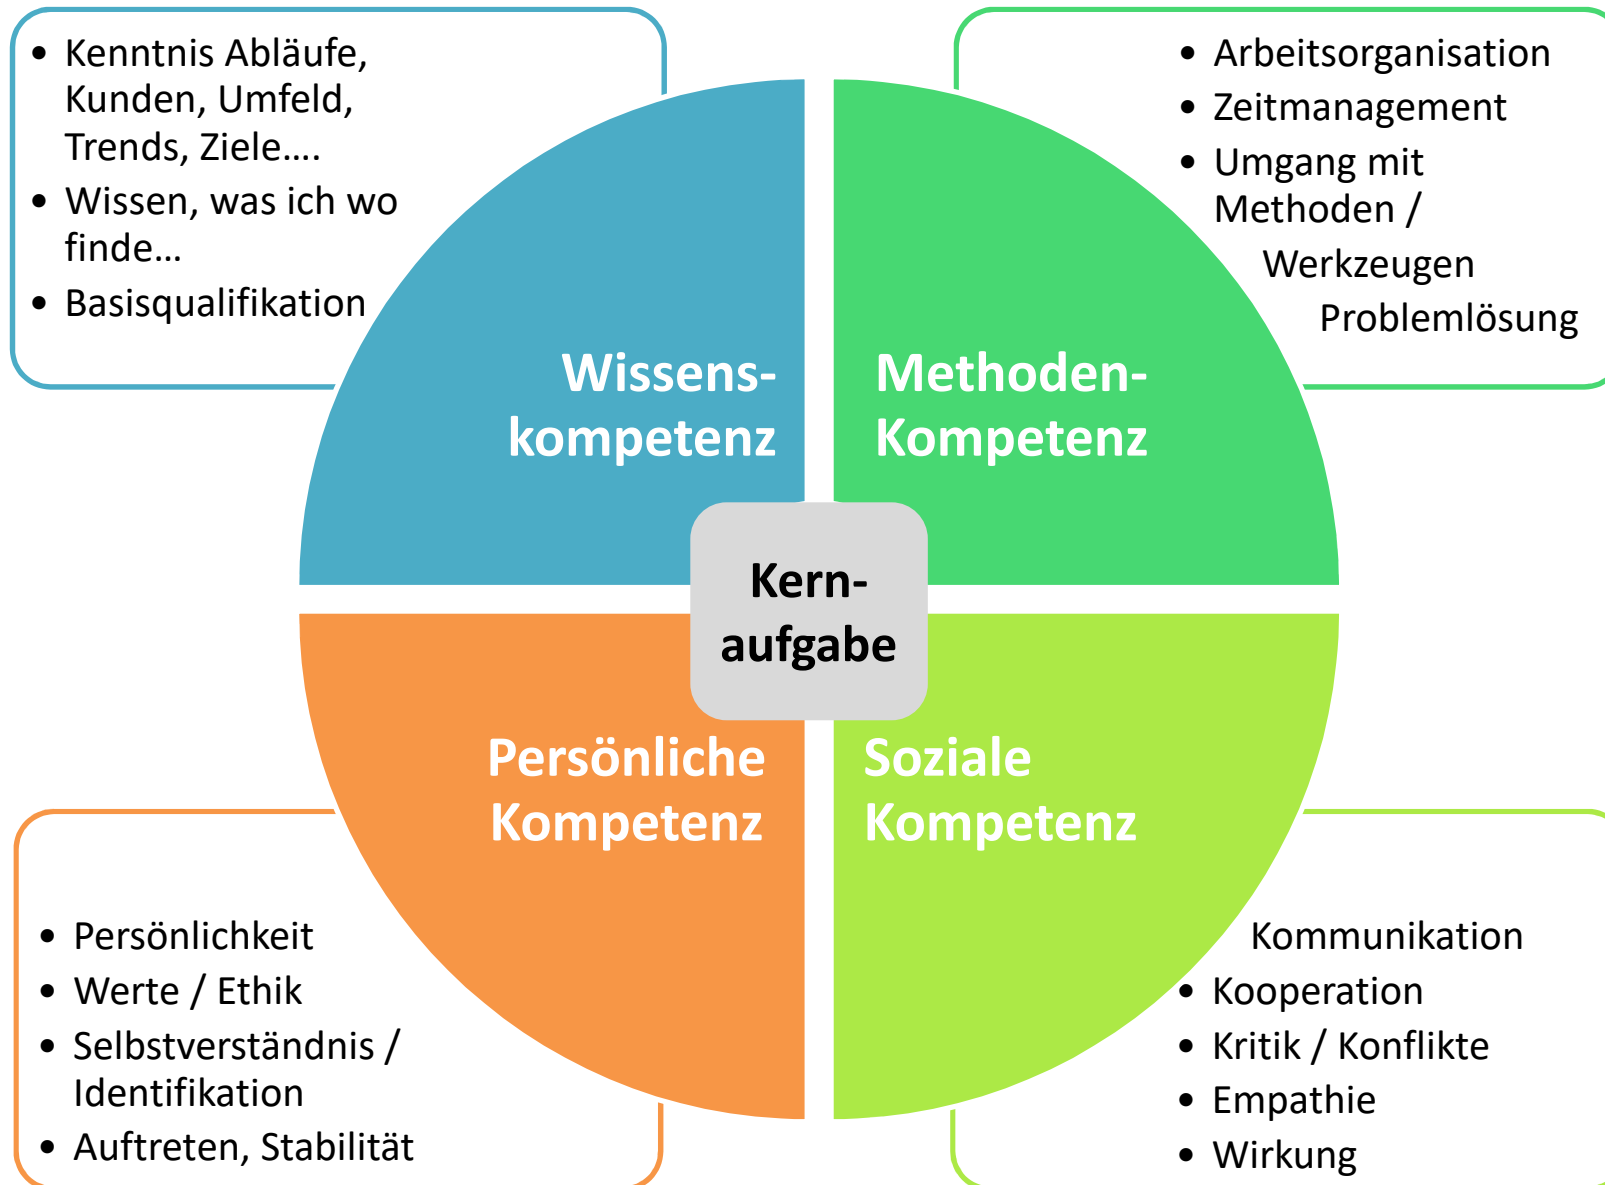 • Kenntnis Abläufe,
Kunden, Umfeld,
Trends, Ziele....
• Wissen, was ich wo
finde…
• Basisqualifikation
• Arbeitsorganisation
• Zeitmanagement
• Umgang mit
Methoden /
Werkzeugen
Problemlösung
Wissens-
kompetenz
Methoden-
Kompetenz
Kern-
aufgabe
Persönliche
Kompetenz
Soziale
Kompetenz
• Persönlichkeit
• Werte / Ethik
• Selbstverständnis /
Identifikation
• Auftreten, Stabilität
Kommunikation
• Kooperation
• Kritik / Konflikte
• Empathie
• Wirkung